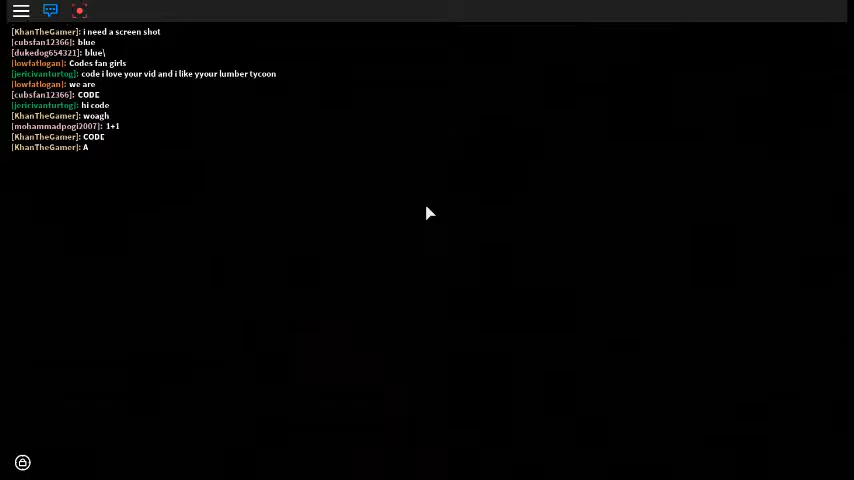 [KhanTheGamer]: i need a screen shot
[cubsfan12366]: blue
[dukedog654321]: blue\
[lowfatlogan]: Codes fan girls
[jericivanturtog]: code i love your vid and i like yyour lumber tycoon
[lowfatlogan]: we are
[cubsfan12366]: CODE
[jericivanturtog]: hi code
[KhanTheGamer]: woagh
[mohammadpogi2007]: 1+1
[KhanTheGamer]: CODE
[KhanTheGamer]: A